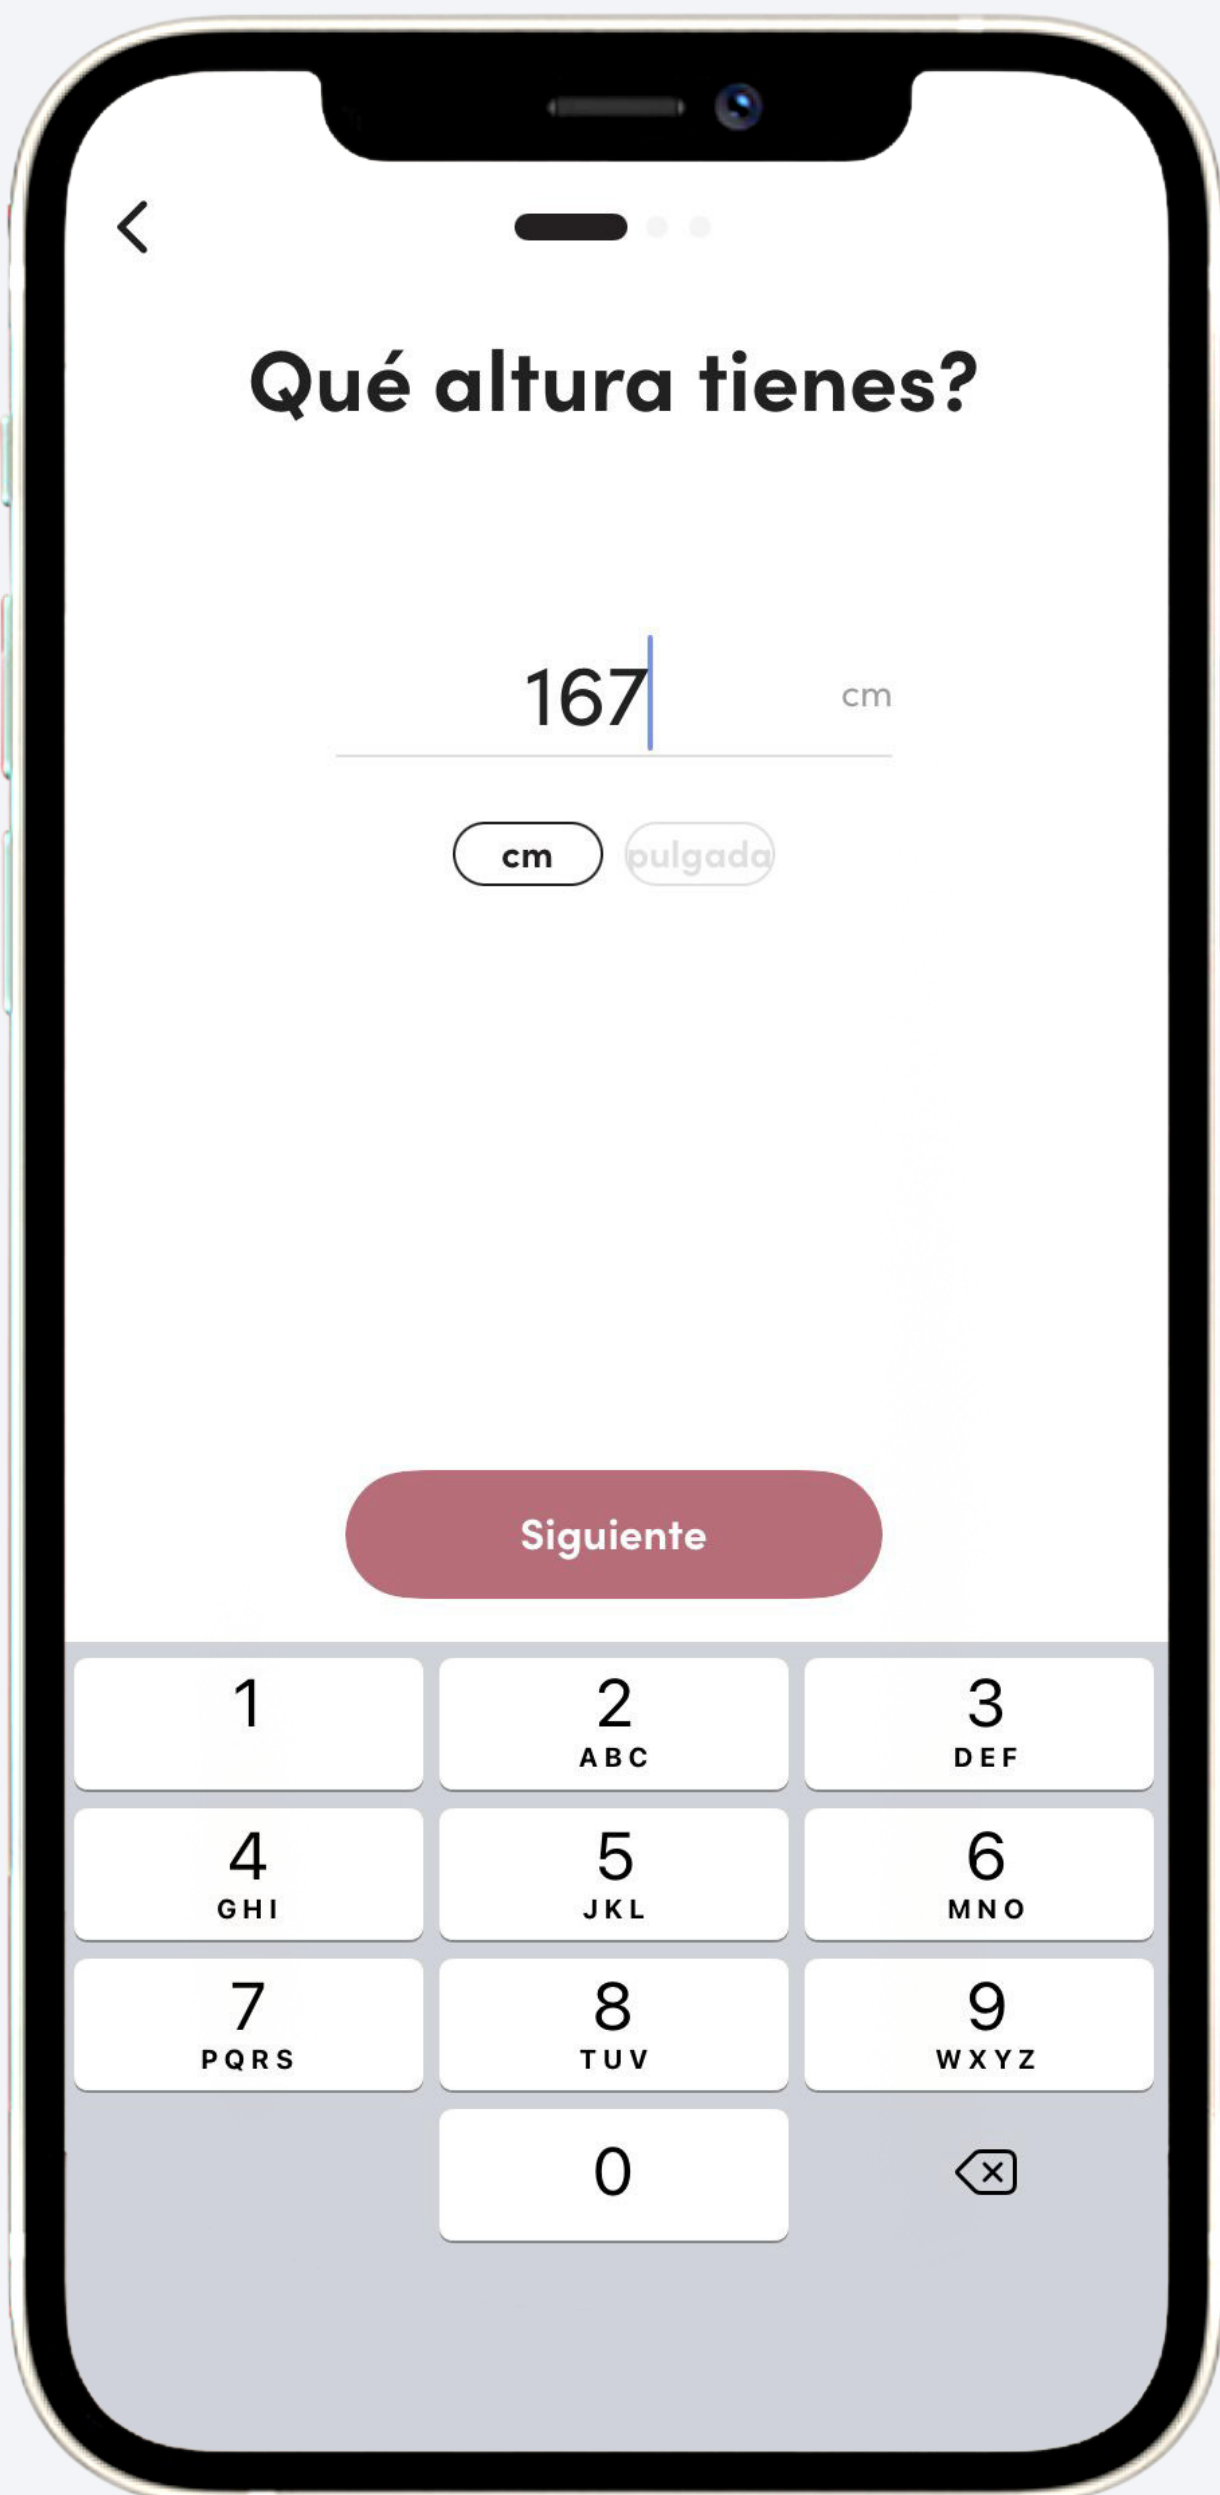 Qué altura tienes?
167 cm
cm pulgada
Siguiente
1 2 3
ABC DEF
4 5 6
GHI JKL MNO
7 8 9
PQRS TUV WXYZ
0